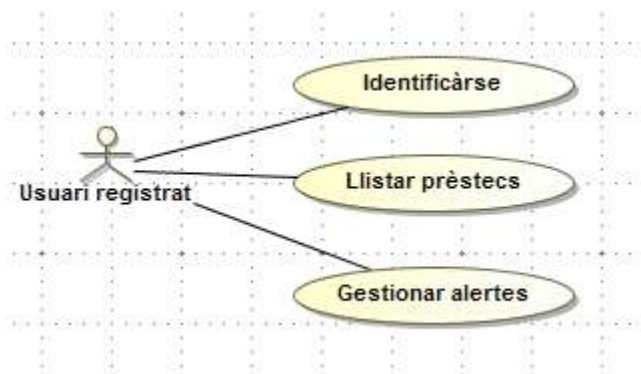 Identificàrse
Usuari registrat
Llistar prèstecs
Gestionar alertes